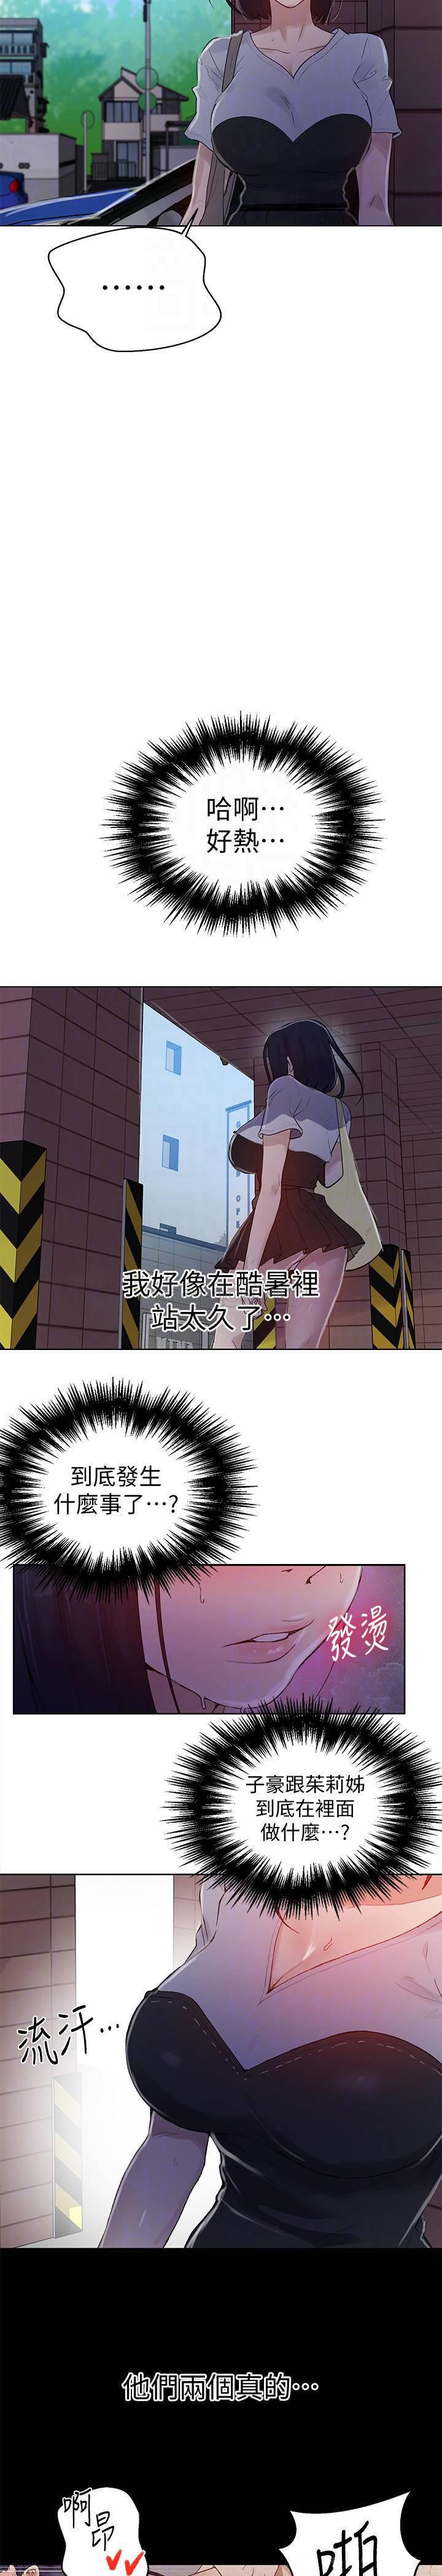 ……
哈啊…
好熱…
我好像在酷暑裡
站太久了…
到底發生
什麼事了…?
發燙
子豪跟茱莉姊
到底在裡面
做什麼…?
流汗…
他們兩個真的…
啊昂
啪